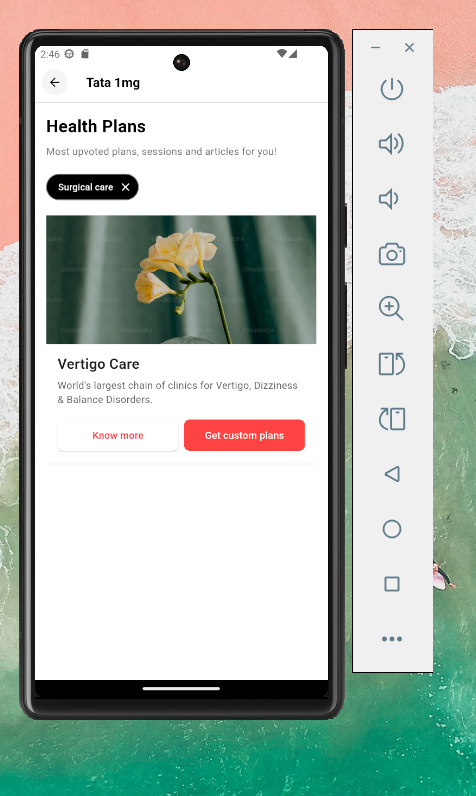 2:46
Tata 1mg
Health Plans
Most upvoted plans, sessions and articles for you!
Surgical care
Vertigo Care
World's largest chain of clinics for Vertigo, Dizziness
& Balance Disorders.
Know more
Get custom plans